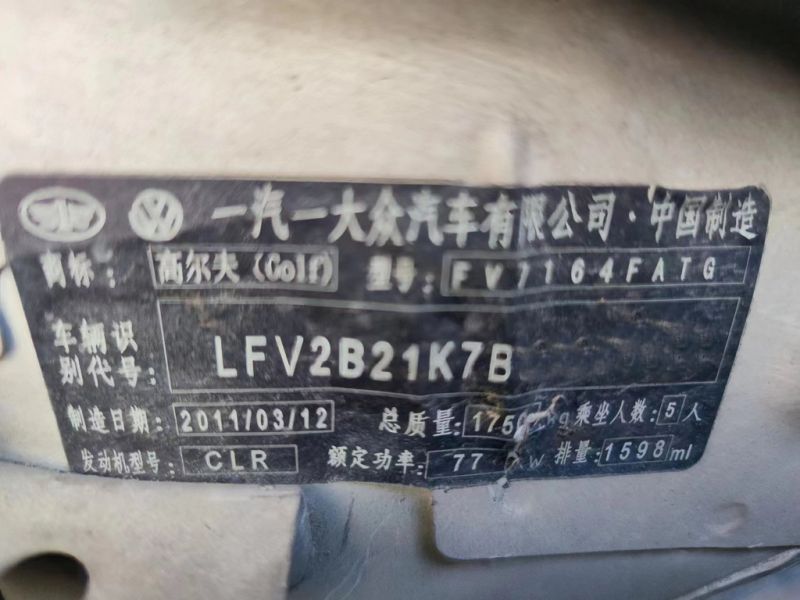 一汽一大众汽车有限公司·中国制造
商标: 高尔夫(Golf) 型号: FV7164FATG
车辆识别代号: LFV2B21K7B
制造日期: 2011/03/12 总质量: 175 kg 乘坐人数: 5 人
发动机型号: CLR 额定功率: 77 W 排量: 1598 ml